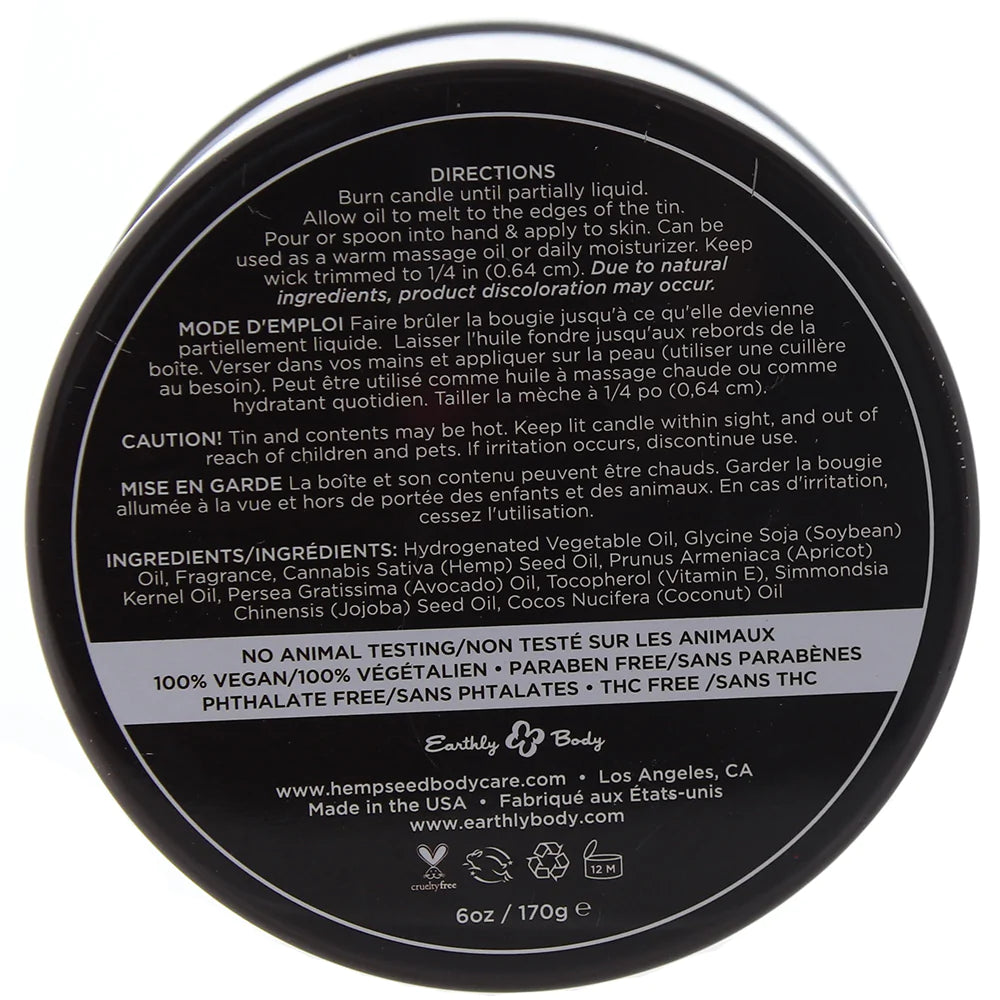 DIRECTIONS
Burn candle until partially liquid.
Allow oil to melt to the edges of the tin.
Pour or spoon into hand & apply to skin. Can be
used as a warm massage oil or daily moisturizer. Keep
wick trimmed to 1/4 in (0.64 cm). Due to natural
ingredients, product discoloration may occur.
MODE D'EMPLOI Faire brûler la bougie jusqu'à ce qu'elle devienne
partiellement liquide. Laisser l'huile fondre jusqu'aux rebords de la
boîte. Verser dans vos mains et appliquer sur la peau (utiliser une cuillère
au besoin). Peut être utilisé comme huile à massage chaude ou comme
hydratant quotidien. Tailler la mèche à 1/4 po (0,64 cm).
CAUTION! Tin and contents may be hot. Keep lit candle within sight, and out of
reach of children and pets. If irritation occurs, discontinue use.
MISE EN GARDE La boîte et son contenu peuvent être chauds. Garder la bougie
allumée à la vue et hors de portée des enfants et des animaux. En cas d'irritation,
cessez l'utilisation.
INGREDIENTS/INGRÉDIENTS: Hydrogenated Vegetable Oil, Glycine Soja (Soybean)
Oil, Fragrance, Cannabis Sativa (Hemp) Seed Oil, Prunus Armeniaca (Apricot)
Kernel Oil, Persea Gratissima (Avocado) Oil, Tocopherol (Vitamin E), Simmondsia
Chinensis (Jojoba) Seed Oil, Cocos Nucifera (Coconut) Oil
NO ANIMAL TESTING/NON TESTÉ SUR LES ANIMAUX
100% VEGAN/100% VÉGÉTALIEN • PARABEN FREE/SANS PARABÈNES
PHTHALATE FREE/SANS PHTALATES • THC FREE /SANS THC
Earthly Body
www.hempseedbodycare.com • Los Angeles, CA
Made in the USA • Fabriqué aux États-unis
www.earthlybody.com
crueltyfree
12 M
6oz / 170g ℮